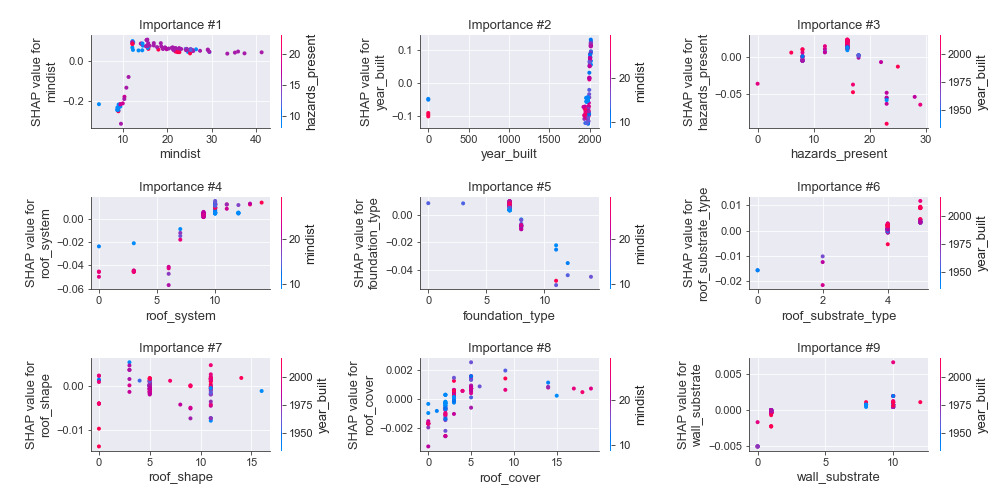 Importance #1
SHAP value for
mindist
0.0
−0.2
10
20
30
40
mindist
20
15
10
hazards_present
Importance #2
SHAP value for
year_built
0.1
0.0
−0.1
0
500
1000
1500
2000
year_built
20
10
mindist
Importance #3
SHAP value for
hazards_present
0.00
−0.05
0
10
20
30
hazards_present
2000
1975
1950
year_built
Importance #4
SHAP value for
roof_system
0.00
−0.02
−0.04
−0.06
0
10
roof_system
20
10
mindist
Importance #5
SHAP value for
foundation_type
0.00
−0.02
−0.04
0
5
10
foundation_type
20
10
mindist
Importance #6
SHAP value for
roof_substrate_type
0.01
0.00
−0.01
−0.02
0
2
4
roof_substrate_type
2000
1975
1950
year_built
Importance #7
SHAP value for
roof_shape
0.00
−0.01
0
5
10
15
roof_shape
2000
1975
1950
year_built
Importance #8
SHAP value for
roof_cover
0.002
0.000
−0.002
0
5
10
15
roof_cover
20
10
mindist
Importance #9
SHAP value for
wall_substrate
0.005
0.000
−0.005
0
5
10
wall_substrate
2000
1975
1950
year_built